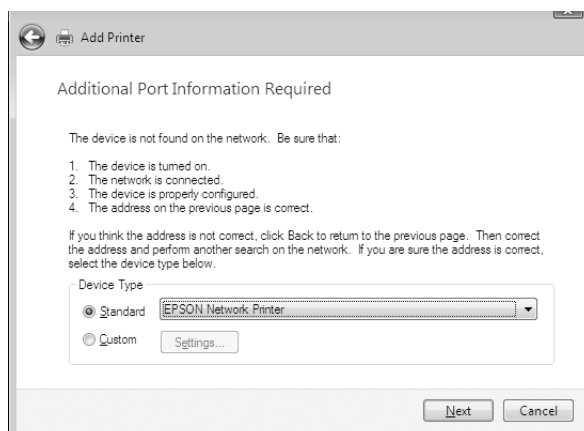 Add Printer
Additional Port Information Required
The device is not found on the network. Be sure that:
1. The device is turned on.
2. The network is connected.
3. The device is properly configured.
4. The address on the previous page is correct.
If you think the address is not correct, click Back to return to the previous page. Then correct
the address and perform another search on the network. If you are sure the address is correct,
select the device type below.
Device Type
Standard
EPSON Network Printer
Custom
Settings...
Next
Cancel